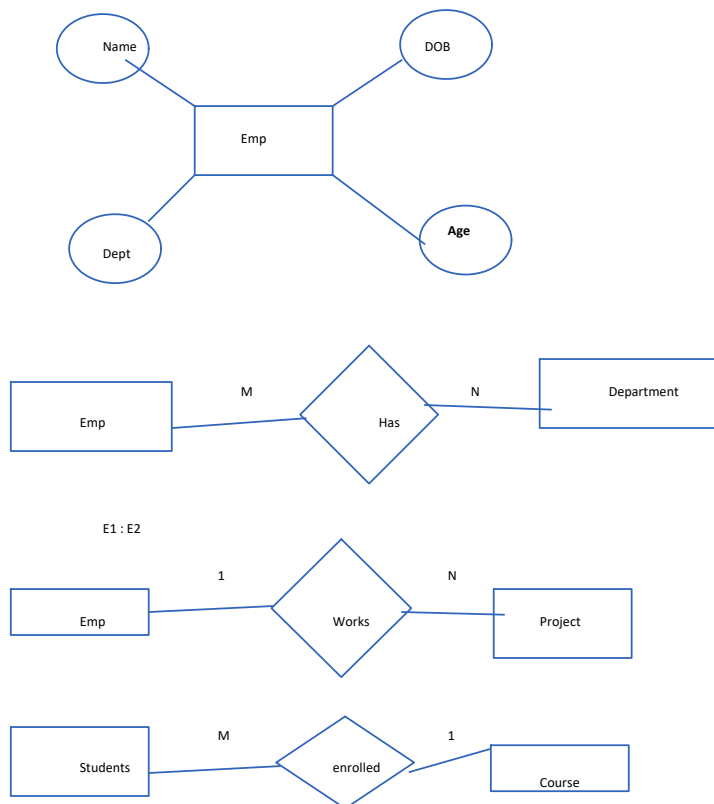 Name
DOB
Emp
Age
Dept
M
N
Department
Emp
Has
E1 : E2
1
N
Emp
Works
Project
M
1
Students
enrolled
Course